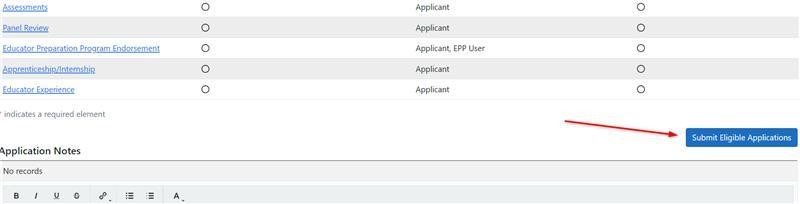 Assessments Applicant
Panel Review Applicant
Educator Preparation Program Endorsement Applicant, EPP User
Apprenticeship/Internship Applicant
Educator Experience Applicant
* indicates a required element
Submit Eligible Applications
Application Notes
No records
B I U S A